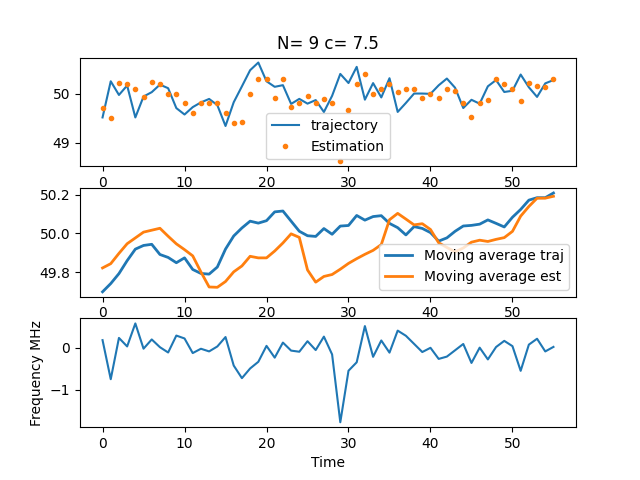 N= 9 c= 7.5
50
49
trajectory
Estimation
0 10 20 30 40 50
50.2
50.0
49.8
Moving average traj
Moving average est
0 10 20 30 40 50
Frequency MHz
0
−1
0 10 20 30 40 50
Time